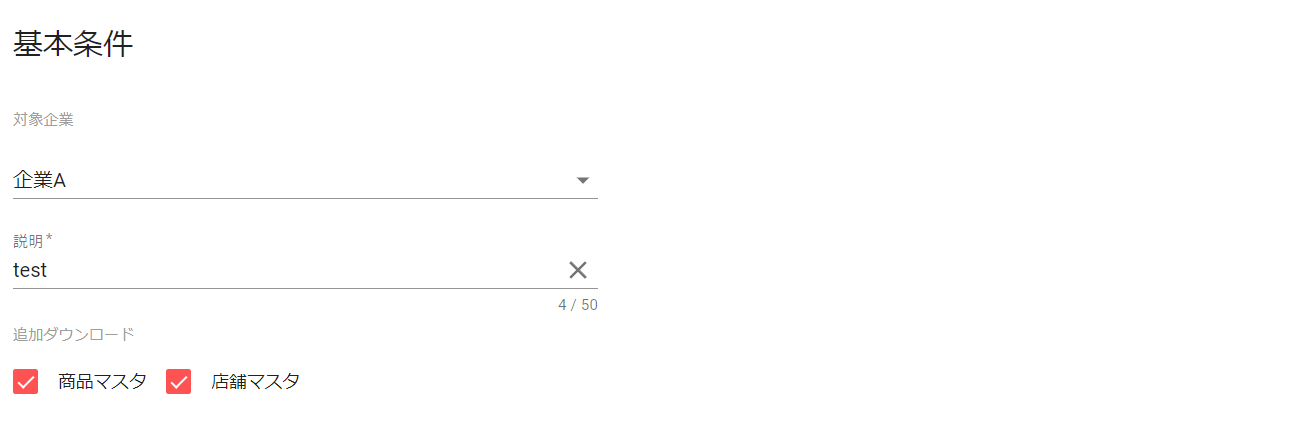 基本条件
対象企業
企業A
説明 *
test
4 / 50
追加ダウンロード
商品マスタ 店舗マスタ